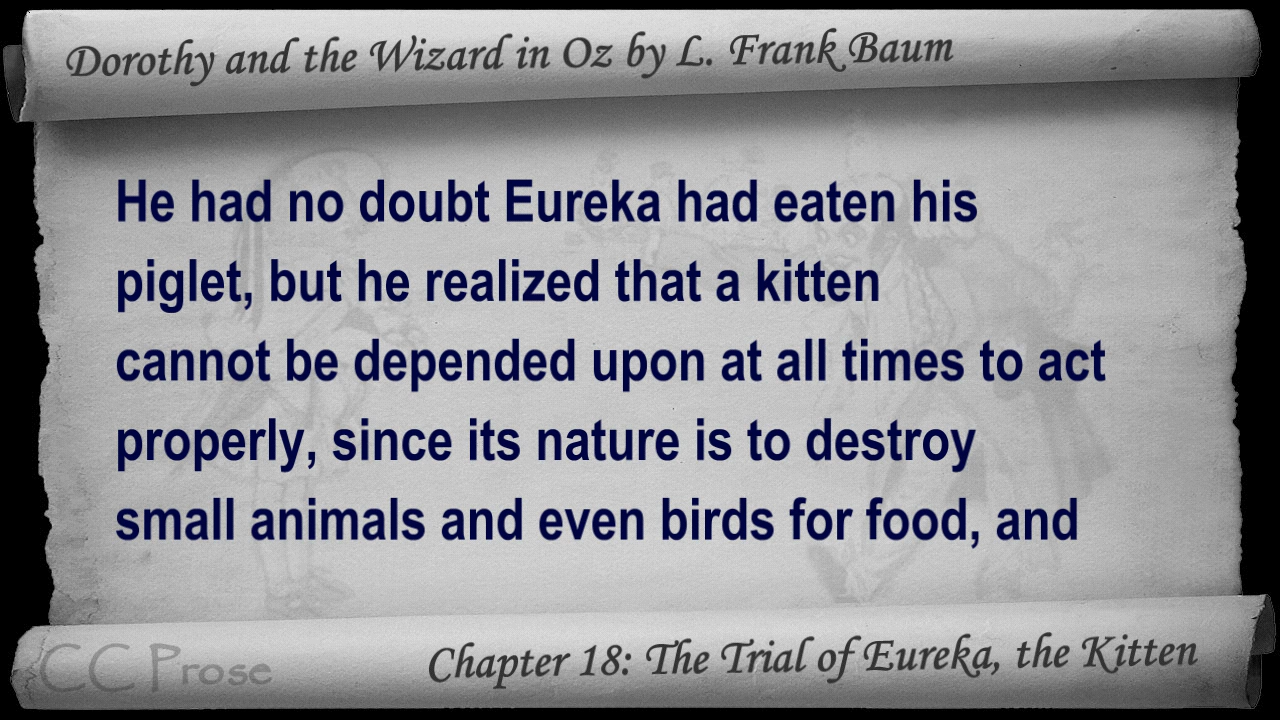 Dorothy and the Wizard in Oz by L. Frank Baum
He had no doubt Eureka had eaten his
piglet, but he realized that a kitten
cannot be depended upon at all times to act
properly, since its nature is to destroy
small animals and even birds for food, and
CC Prose
Chapter 18: The Trial of Eureka, the Kitten